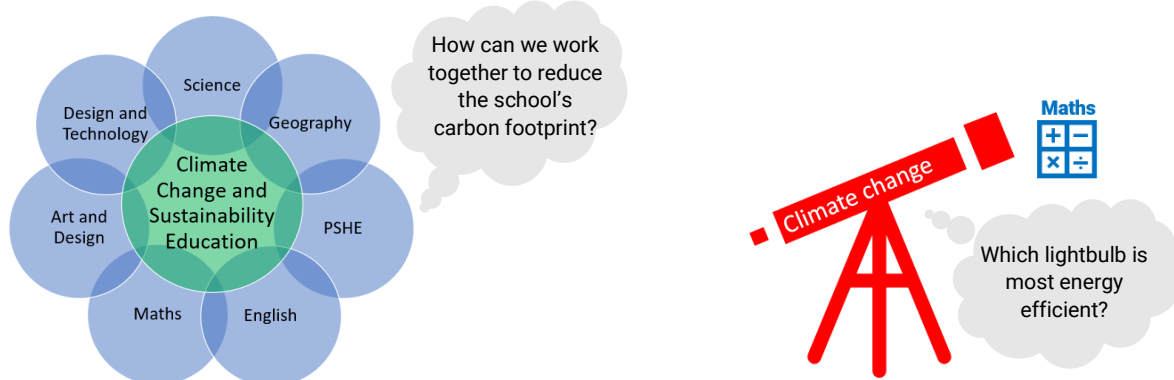 Science
Design and
Technology
Geography
Climate
Change and
Sustainability
Education
Art and
Design
PSHE
Maths
English
How can we work
together to reduce
the school's
carbon footprint?
Maths
Climate change
Which lightbulb is
most energy
efficient?